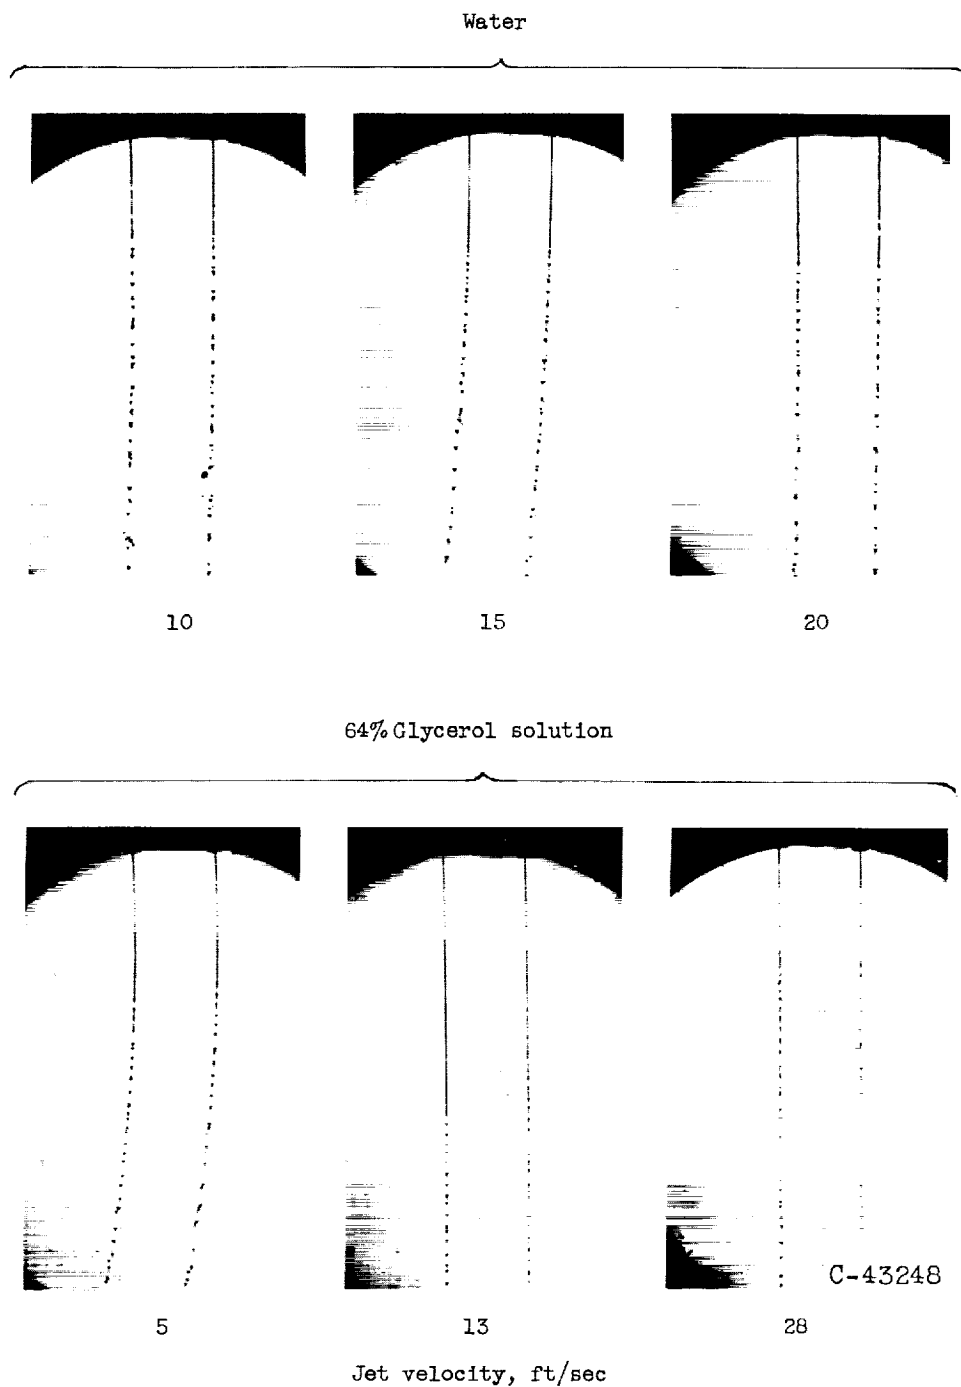 Water
10 15 20
64% Glycerol solution
C-43248
5 13 28
Jet velocity, ft/sec